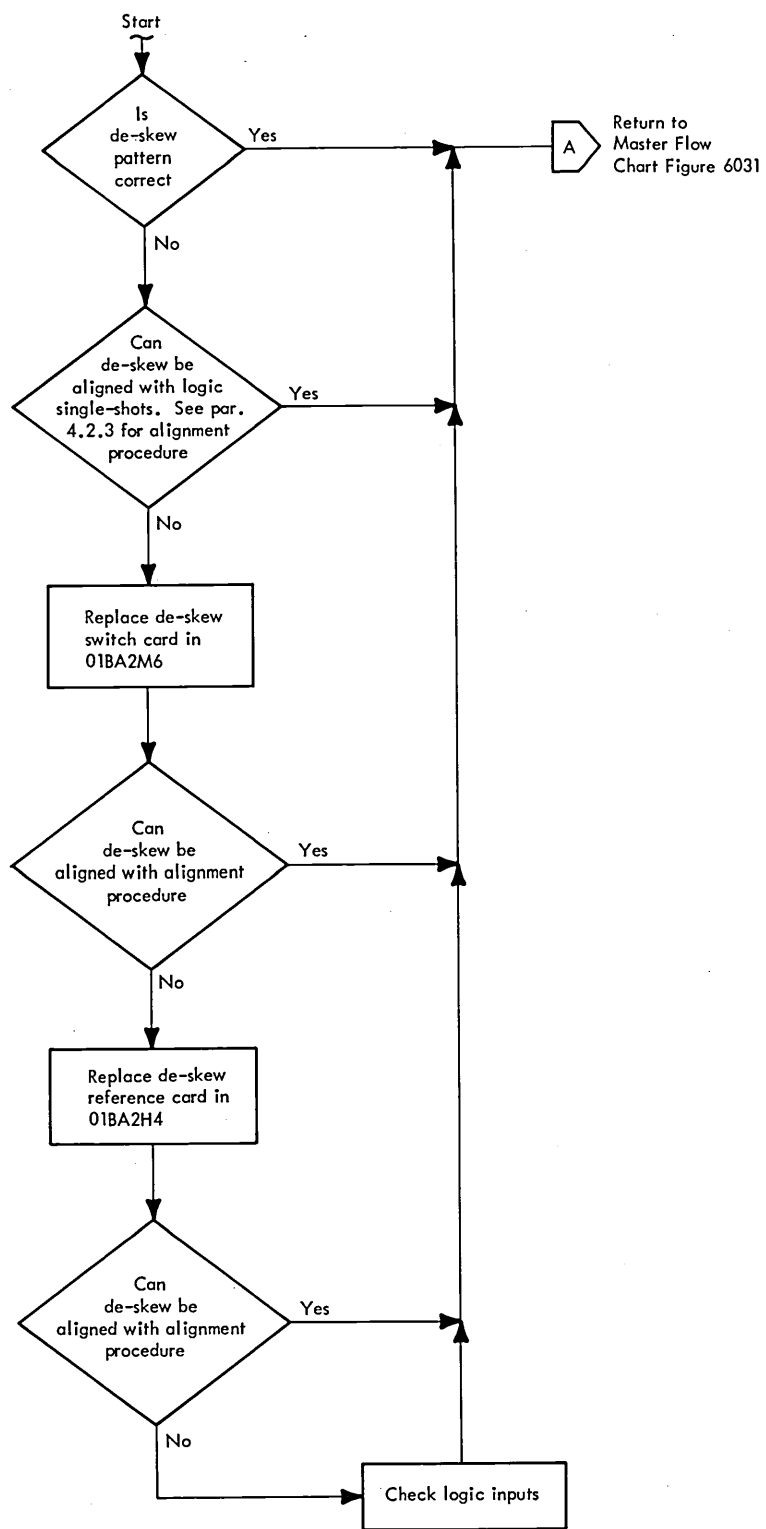 Start
Is
de-skew
pattern
correct
Yes
A
Return to
Master Flow
Chart Figure 6031
No
Can
de-skew be
aligned with logic
single-shots. See par.
4.2.3 for alignment
procedure
Yes
No
Replace de-skew
switch card in
01BA2M6
Can
de-skew be
aligned with alignment
procedure
Yes
No
Replace de-skew
reference card in
01BA2H4
Can
de-skew be
aligned with alignment
procedure
Yes
No
Check logic inputs